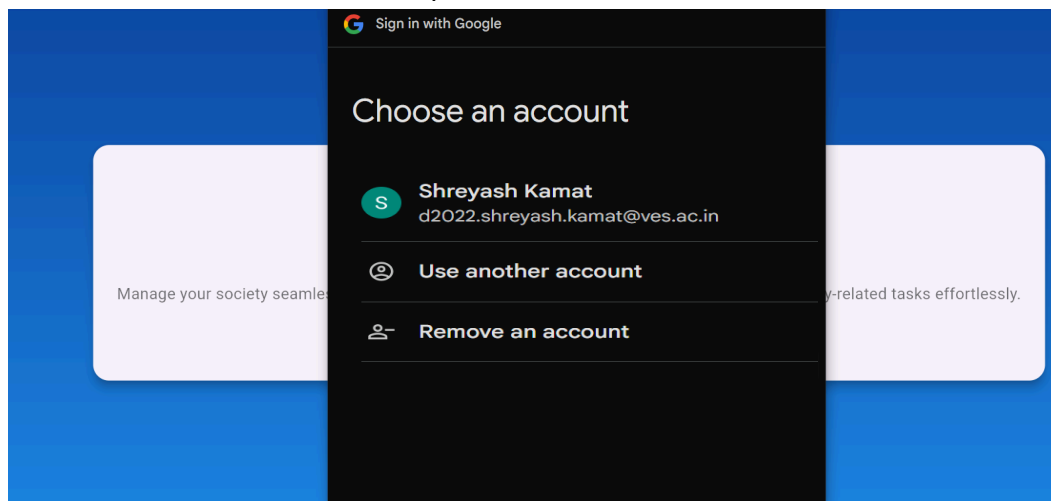 Sign in with Google
Choose an account
S
Shreyash Kamat
d2022.shreyash.kamat@ves.ac.in
Use another account
Manage your society
y-related tasks effortlessly.
Remove an account